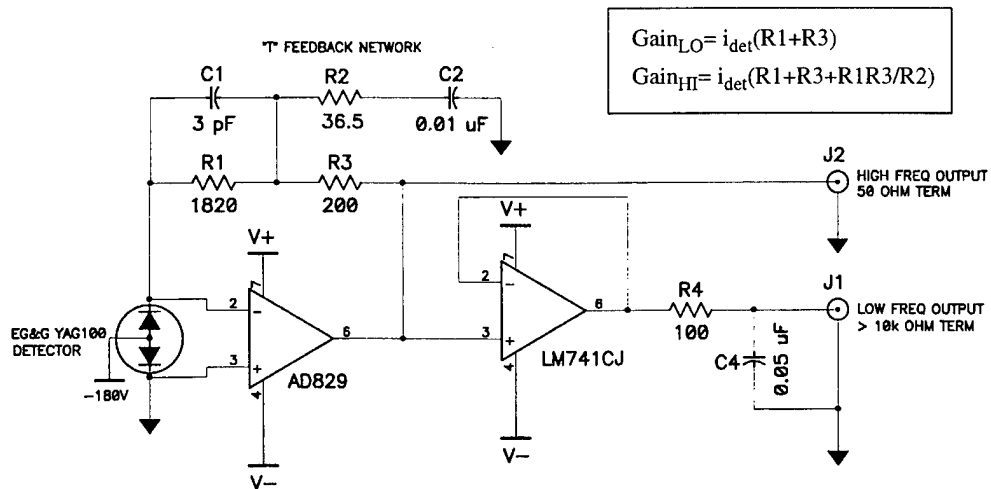 Gain_LO= i_det(R1+R3)
Gain_HI= i_det(R1+R3+R1R3/R2)
"T" FEEDBACK NETWORK
C1
3 pF
R2
36.5
C2
0.01 uF
R1
1820
R3
200
J2
HIGH FREQ OUTPUT
50 OHM TERM
V+
7
2
−
3
+
6
4
AD829
V−
EG&G YAG100
DETECTOR
−180V
V+
7
2
−
3
+
6
4
LM741CJ
V−
R4
100
C4
0.05 uF
J1
LOW FREQ OUTPUT
> 10k OHM TERM